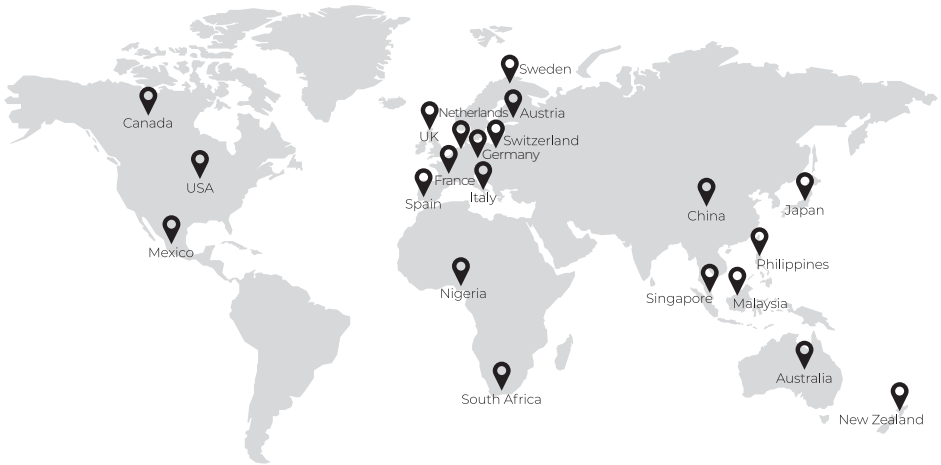 Sweden
Canada
Netherlands
Austria
UK
Switzerland
Germany
USA
France
Italy
Spain
China
Japan
Mexico
Philippines
Nigeria
Singapore
Malaysia
Australia
South Africa
New Zealand